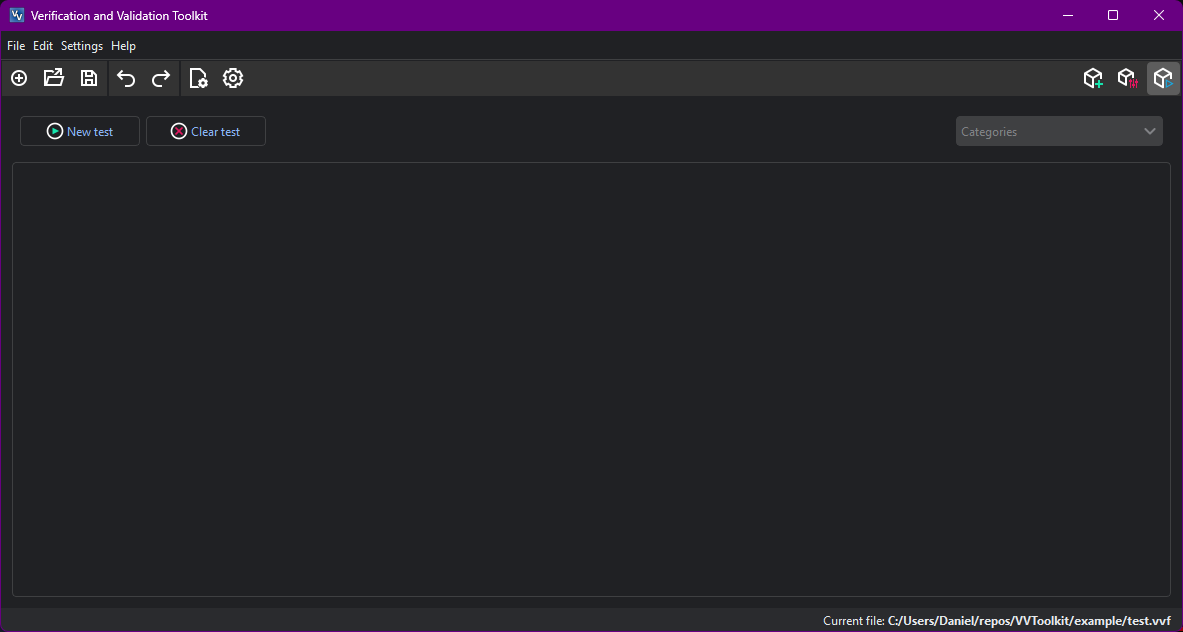 Verification and Validation Toolkit
File Edit Settings Help
New test Clear test Categories
Current file: C:/Users/Daniel/repos/VVToolkit/example/test.vvf